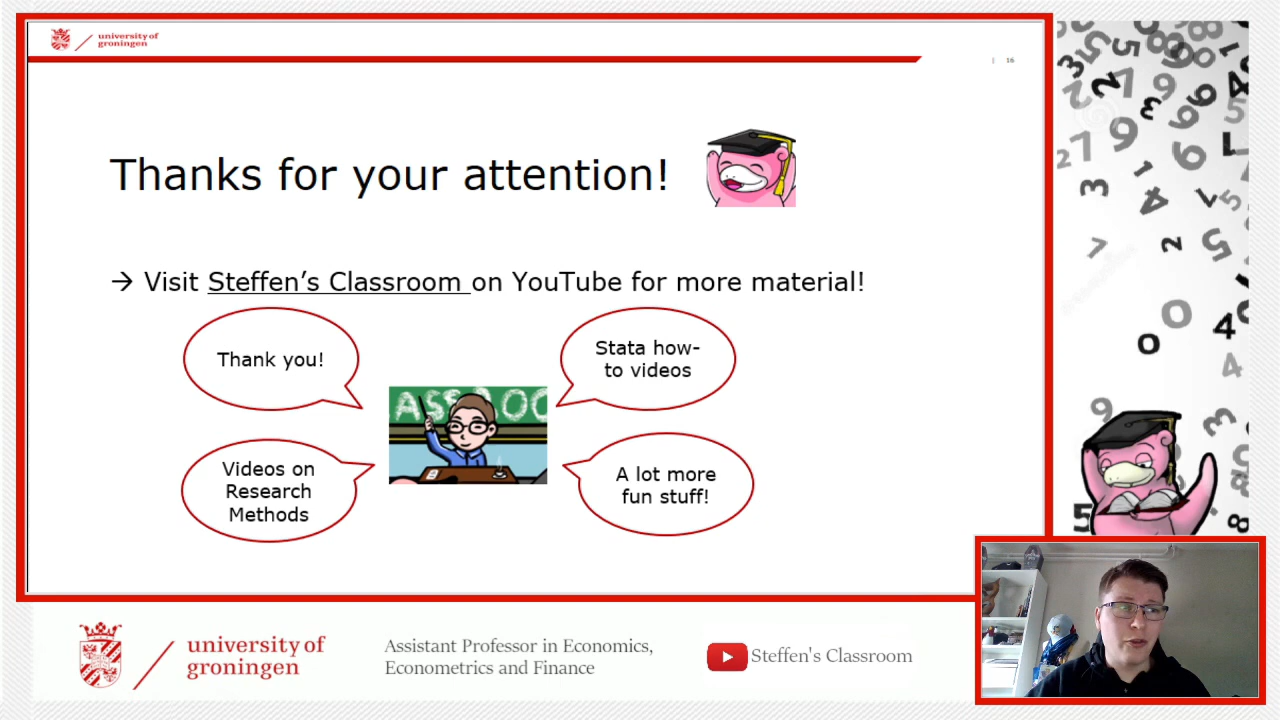 university of
groningen
| 16
Thanks for your attention!
→ Visit Steffen’s Classroom on YouTube for more material!
Thank you!
Stata how-
to videos
ASSROO
Videos on
Research
Methods
A lot more
fun stuff!
university of
groningen
Assistant Professor in Economics,
Econometrics and Finance
Steffen's Classroom